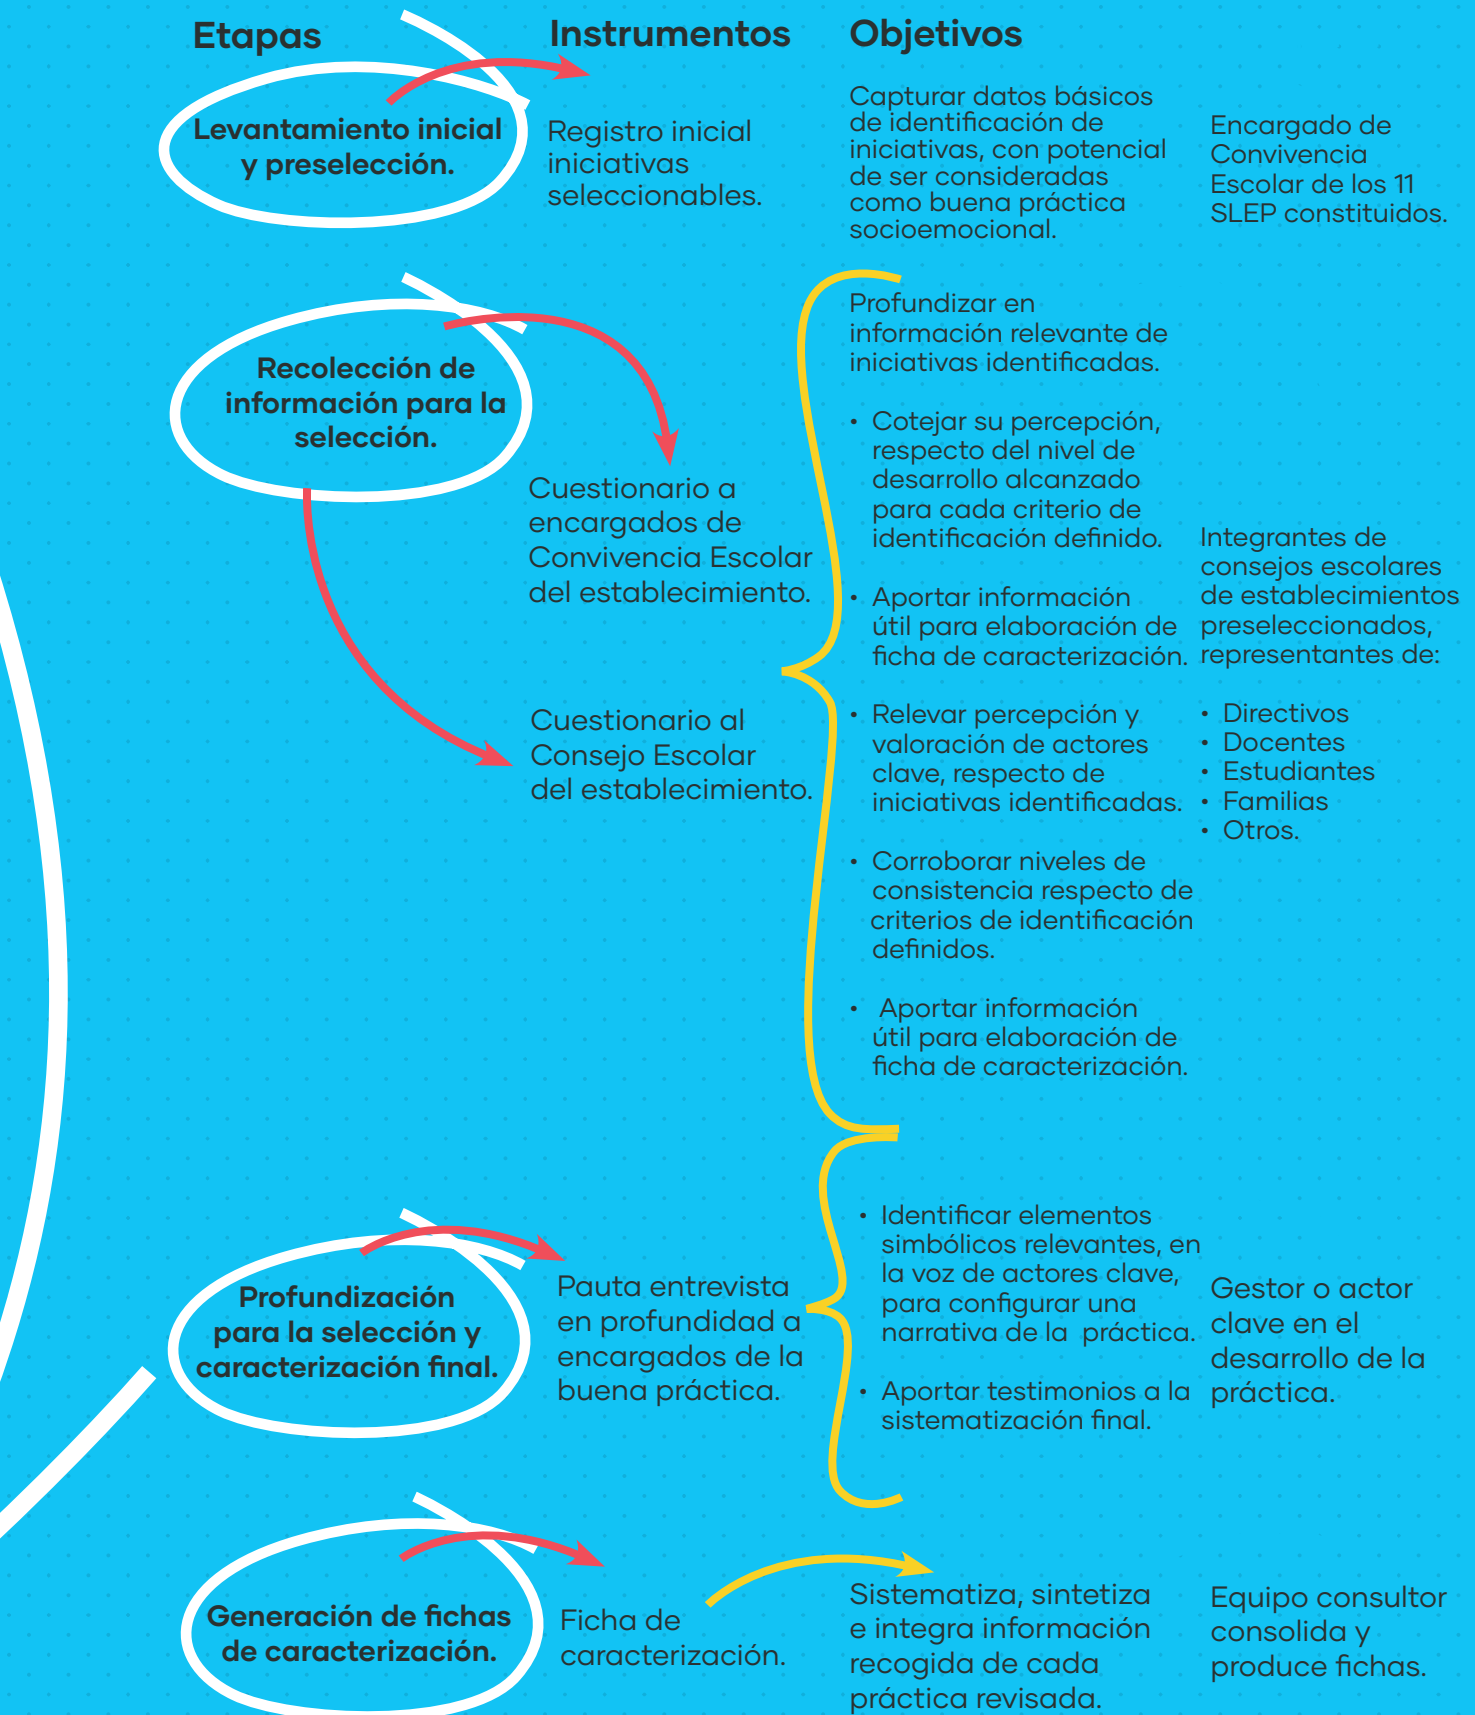 Etapas
Instrumentos
Objetivos
Levantamiento inicial
y preselección.
Registro inicial
iniciativas
seleccionables.
Capturar datos básicos
de identificación de
iniciativas, con potencial
de ser consideradas
como buena práctica
socioemocional.
Encargado de
Convivencia
Escolar de los 11
SLEP constituidos.
Recolección de
información para la
selección.
Cuestionario a
encargados de
Convivencia Escolar
del establecimiento.
Cuestionario al
Consejo Escolar
del establecimiento.
Profundizar en
información relevante de
iniciativas identificadas.
• Cotejar su percepción,
respecto del nivel de
desarrollo alcanzado
para cada criterio de
identificación definido.
• Aportar información
útil para elaboración de
ficha de caracterización.
• Relevar percepción y
valoración de actores
clave, respecto de
iniciativas identificadas.
• Corroborar niveles de
consistencia respecto de
criterios de identificación
definidos.
• Aportar información
útil para elaboración de
ficha de caracterización.
Integrantes de
consejos escolares
de establecimientos
preseleccionados,
representantes de:
• Directivos
• Docentes
• Estudiantes
• Familias
• Otros.
Profundización
para la selección y
caracterización final.
Pauta entrevista
en profundidad a
encargados de la
buena práctica.
• Identificar elementos
simbólicos relevantes, en
la voz de actores clave,
para configurar una
narrativa de la práctica.
• Aportar testimonios a la
sistematización final.
Gestor o actor
clave en el
desarrollo de la
práctica.
Generación de fichas
de caracterización.
Ficha de
caracterización.
Sistematiza, sintetiza
e integra información
recogida de cada
práctica revisada.
Equipo consultor
consolida y
produce fichas.